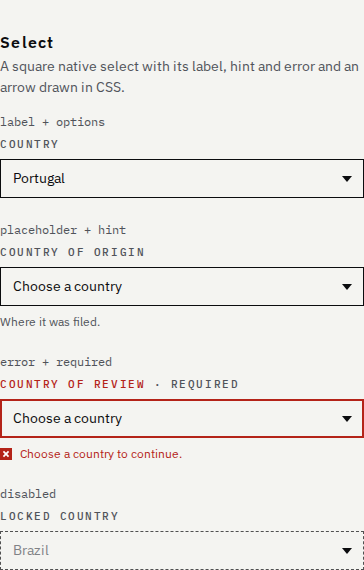 Select
A square native select with its label, hint and error and an
arrow drawn in CSS.
label + options
COUNTRY
Portugal
placeholder + hint
COUNTRY OF ORIGIN
Choose a country
Where it was filed.
error + required
COUNTRY OF REVIEW · REQUIRED
Choose a country
Choose a country to continue.
disabled
LOCKED COUNTRY
Brazil